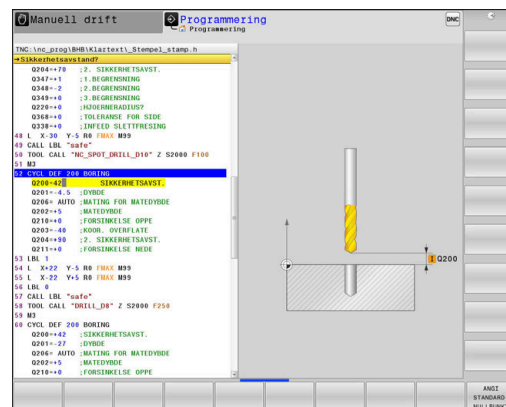 Manuell drift
Programmering
Programmering
DNC
TNC:\nc_prog\BHB\Klartext\_Stempel_stamp.h
→Sikkerhetsavstand?
Q204=+70 ;2. SIKKERHETSAVST.
Q347=+1 ;1.BEGRENSNING
Q348=-2 ;2.BEGRENSNING
Q349=+0 ;3.BEGRENSNING
Q220=+0 ;HJOERNERADIUS?
Q368=+0 ;TOLERANSE FOR SIDE
Q338=+0 ;INFEED SLETTFRESING
48 L X-30 Y-5 R0 FMAX M99
49 CALL LBL "safe"
50 TOOL CALL "NC_SPOT_DRILL_D10" Z S2000 F100
51 M3
52 CYCL DEF 200 BORING
Q200=42 SIKKERHETSAVST.
Q201=-4.5 ;DYBDE
Q206= AUTO ;MATING FOR MATEDYBDE
Q202=+5 ;MATEDYBDE
Q210=+0 ;FORSINKELSE OPPE
Q203=-40 ;KOOR. OVERFLATE
Q204=+90 ;2. SIKKERHETSAVST.
Q211=+0 ;FORSINKELSE NEDE
53 LBL 1
54 L X+22 Y-5 R0 FMAX M99
55 L X-22 Y+5 R0 FMAX M99
56 LBL 0
57 CALL LBL "safe"
58 TOOL CALL "DRILL_D8" Z S2000 F250
59 M3
60 CYCL DEF 200 BORING
Q200=+42 ;SIKKERHETSAVST.
Q201=-27 ;DYBDE
Q206= AUTO ;MATING FOR MATEDYBDE
Q202=+5 ;MATEDYBDE
Q210=+0 ;FORSINKELSE OPPE
I Q200
ANGI
STANDARD
NULLPUNKT